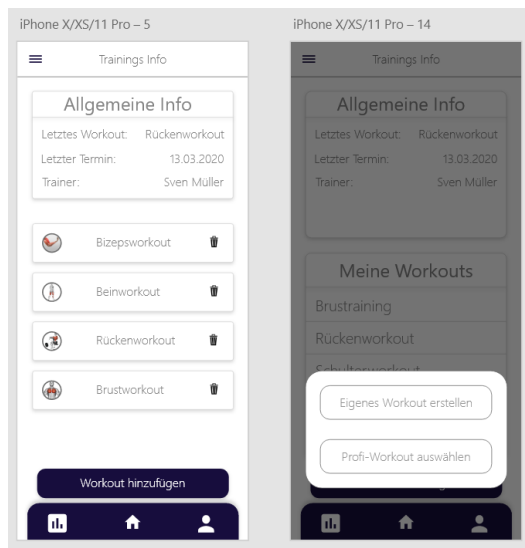 iPhone X/XS/11 Pro – 5
Trainings Info
Allgemeine Info
Letztes Workout: Rückenworkout
Letzter Termin: 13.03.2020
Trainer: Sven Müller
Bizepsworkout
Beinworkout
Rückenworkout
Brustworkout
Workout hinzufügen
iPhone X/XS/11 Pro – 14
Trainings Info
Allgemeine Info
Letztes Workout: Rückenworkout
Letzter Termin: 13.03.2020
Trainer: Sven Müller
Meine Workouts
Brustraining
Rückenworkout
Schulterworkout
Eigenes Workout erstellen
Profi-Workout auswählen